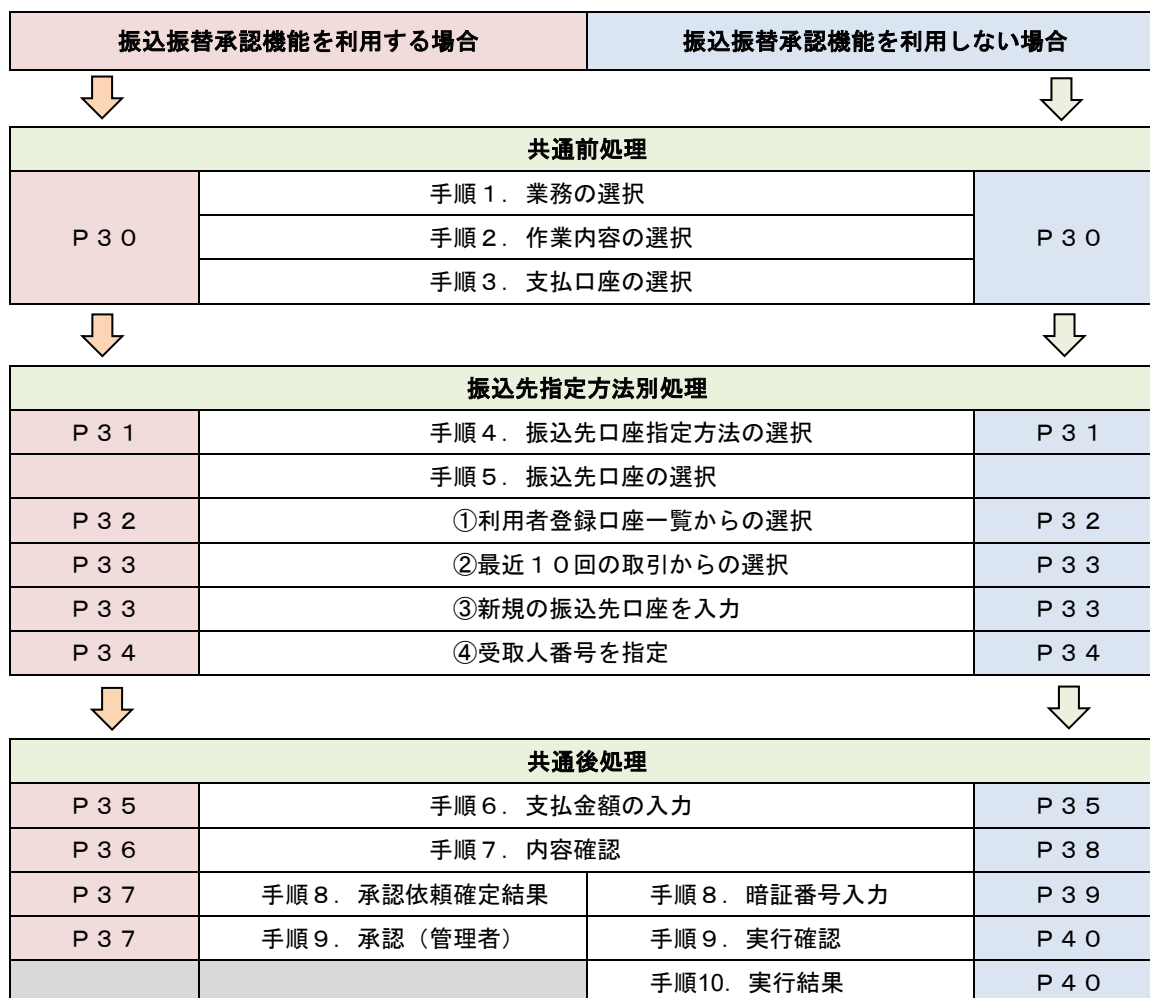 振込振替承認機能を利用する場合 振込振替承認機能を利用しない場合
共通前処理
手順１．業務の選択
Ｐ３０ 手順２．作業内容の選択 Ｐ３０
手順３．支払口座の選択
振込先指定方法別処理
Ｐ３１ 手順４．振込先口座指定方法の選択 Ｐ３１
手順５．振込先口座の選択
Ｐ３２ ①利用者登録口座一覧からの選択 Ｐ３２
Ｐ３３ ②最近１０回の取引からの選択 Ｐ３３
Ｐ３３ ③新規の振込先口座を入力 Ｐ３３
Ｐ３４ ④受取人番号を指定 Ｐ３４
共通後処理
Ｐ３５ 手順６．支払金額の入力 Ｐ３５
Ｐ３６ 手順７．内容確認 Ｐ３８
Ｐ３７ 手順８．承認依頼確定結果 手順８．暗証番号入力 Ｐ３９
Ｐ３７ 手順９．承認（管理者） 手順９．実行確認 Ｐ４０
手順10．実行結果 Ｐ４０